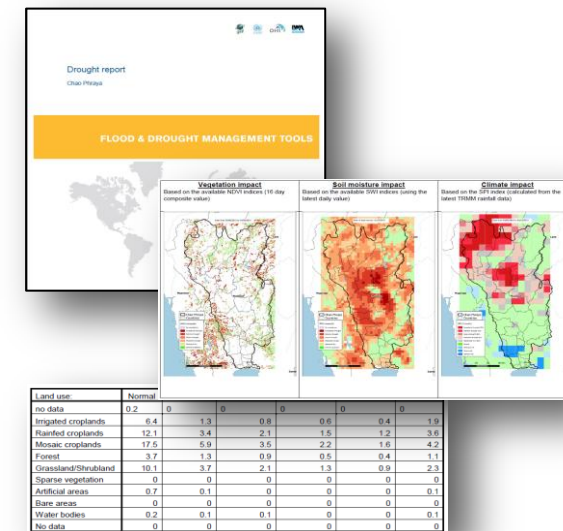 Drought report
Chao Phraya
FLOOD & DROUGHT MANAGEMENT TOOLS
Vegetation impact
Based on the available NDVI indices (16 day
composite value)
Soil moisture impact
Based on the available SWI indices (using the
latest daily value)
Climate impact
Based on the SPI index (calculated from the
latest TRMM rainfall data)
Land use: Normal
no data 0.2 0 0 0 0 0
Irrigated croplands 6.4 1.3 0.8 0.6 0.4 1.9
Rainfed croplands 12.1 3.4 2.1 1.5 1.2 3.6
Mosaic croplands 17.5 5.9 3.5 2.2 1.6 4.2
Forest 3.7 1.3 0.9 0.5 0.4 1.1
Grassland/Shrubland 10.1 3.7 2.1 1.3 0.9 2.3
Sparse vegetation 0 0 0 0 0 0
Artificial areas 0.7 0.1 0 0 0 0.1
Bare areas 0 0 0 0 0 0
Water bodies 0.2 0.1 0.1 0 0 0.1
No data 0 0 0 0 0 0